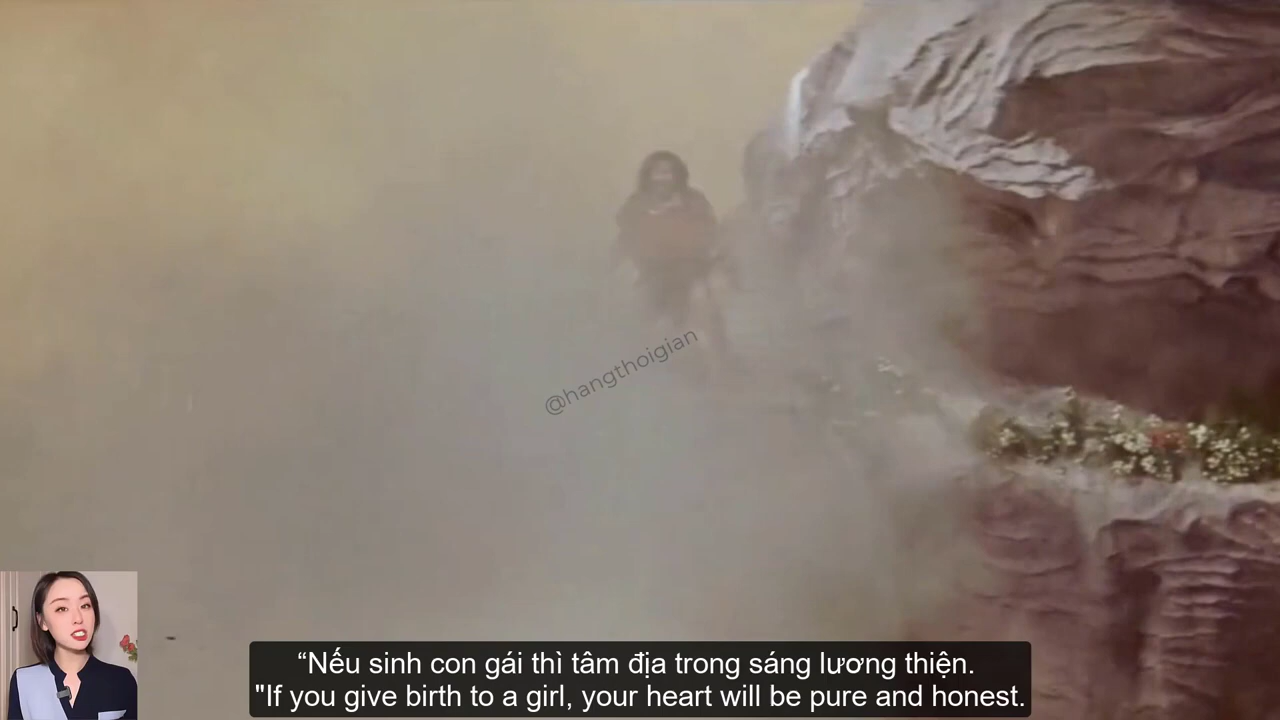 @hangthoigian
“Nếu sinh con gái thì tâm địa trong sáng lương thiện.
"If you give birth to a girl, your heart will be pure and honest.